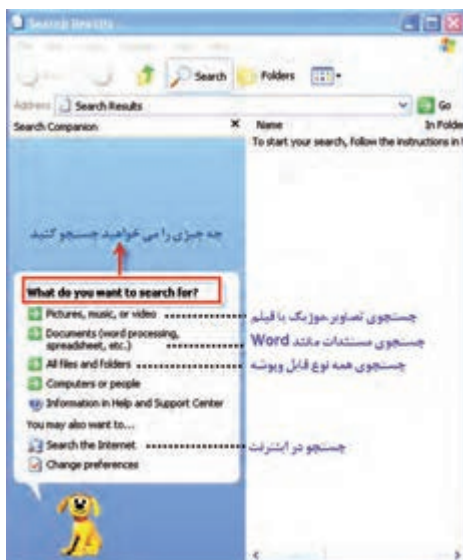 Search Results
Search
Folders
Address
Search Results
Go
Search Companion
Name
In Folder
To start your search, follow the instructions in t
چه چیزی را می خواهید جستجو کنید
What do you want to search for?
Pictures, music, or video
جستجوی تصاویر،موزیک یا فیلم
Documents (word processing,
spreadsheet, etc.)
جستجوی مستندات مانند Word
All files and folders
جستجوی همه نوع فایل وپوشه
Computers or people
Information in Help and Support Center
You may also want to...
Search the Internet
جستجو در اینترنت
Change preferences